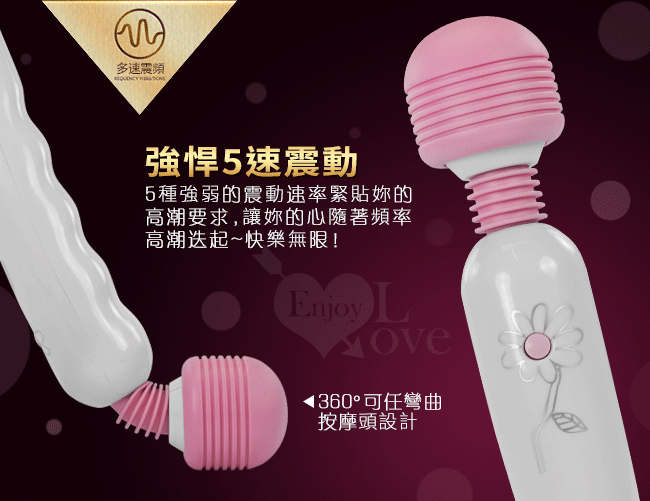 多速震頻
FREQUENCY VIBRATIONS
強悍5速震動
5種強弱的震動速率緊貼妳的
高潮要求,讓妳的心隨著頻率
高潮迭起~快樂無限!
Enjoy Love
◀360°可任彎曲
按摩頭設計